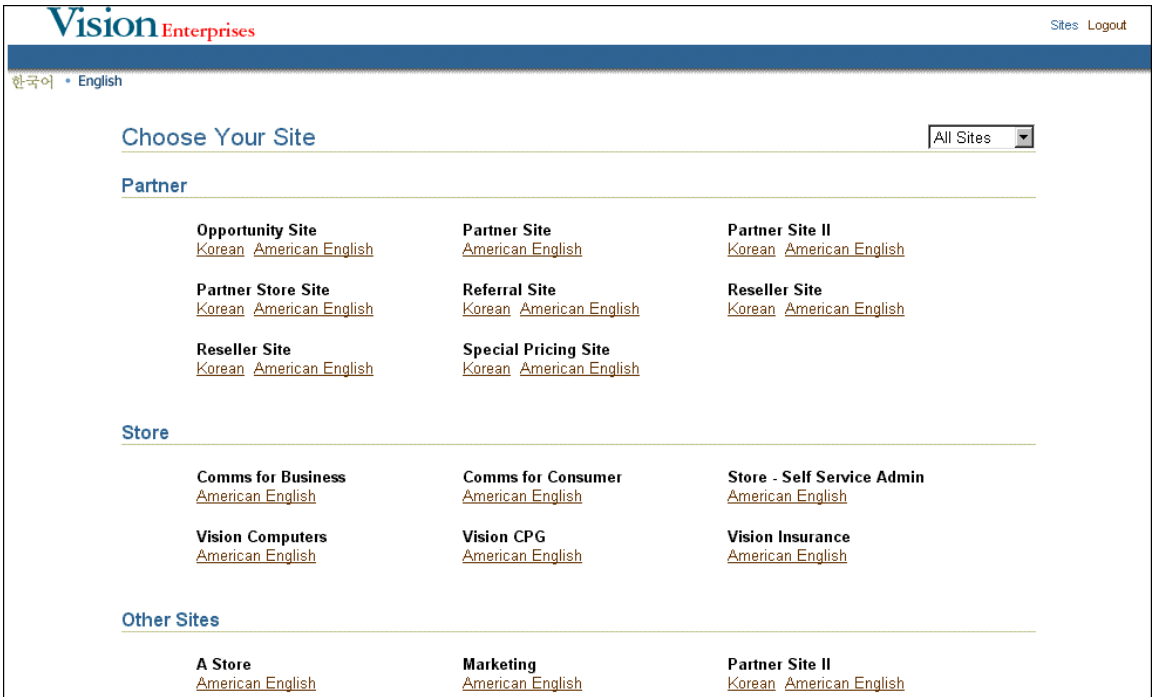 Vision Enterprises
Sites Logout
한국어 • English
Choose Your Site
All Sites
Partner
Opportunity Site Partner Site Partner Site II
Korean American English American English Korean American English
Partner Store Site Referral Site Reseller Site
Korean American English Korean American English Korean American English
Reseller Site Special Pricing Site
Korean American English Korean American English
Store
Comms for Business Comms for Consumer Store - Self Service Admin
American English American English American English
Vision Computers Vision CPG Vision Insurance
American English American English American English
Other Sites
A Store Marketing Partner Site II
American English American English Korean American English